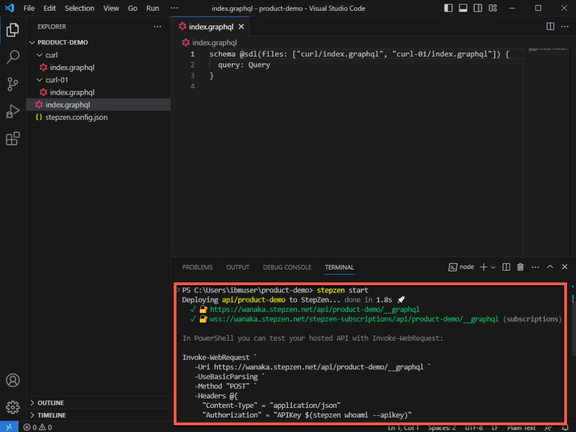 File Edit Selection View Go Run ... index.graphql - product-demo - Visual Studio Code
EXPLORER ...
PRODUCT-DEMO
curl
index.graphql
curl-01
index.graphql
index.graphql
stepzen.config.json
OUTLINE
TIMELINE
index.graphql
index.graphql
1 schema @sdl(files: ["curl/index.graphql", "curl-01/index.graphql"]) {
2 query: Query
3 }
4
PROBLEMS OUTPUT DEBUG CONSOLE TERMINAL node
PS C:\Users\ibmuser\product-demo> stepzen start
Deploying api/product-demo to StepZen... done in 1.8s 🚀
✓ 🔐 https://wanaka.stepzen.net/api/product-demo/__graphql
✓ 🔐 wss://wanaka.stepzen.net/stepzen-subscriptions/api/product-demo/__graphql (subscriptions)
In PowerShell you can test your hosted API with Invoke-WebRequest:
Invoke-WebRequest `
-Uri https://wanaka.stepzen.net/api/product-demo/__graphql `
-UseBasicParsing `
-Method "POST" `
-Headers @{
"Content-Type" = "application/json"
"Authorization" = "APIKey $(stepzen whoami --apikey)"
0 0 Ln 1, Col 1 Spaces: 2 UTF-8 LF Plain Text